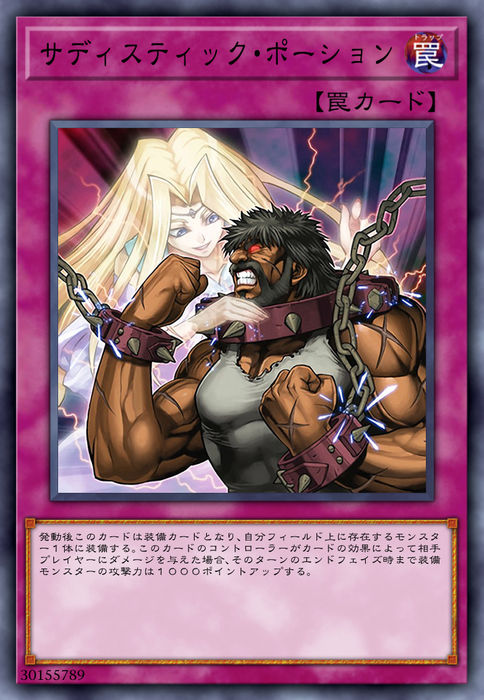 サディスティック・ポーション
トラップ
罠
【罠カード】
発動後このカードは装備カードとなり、自分フィールド上に存在するモンスタ
ー１体に装備する。このカードのコントローラーがカードの効果によって相手
プレイヤーにダメージを与えた場合、そのターンのエンドフェイズ時まで装備
モンスターの攻撃力は１０００ポイントアップする。
30155789